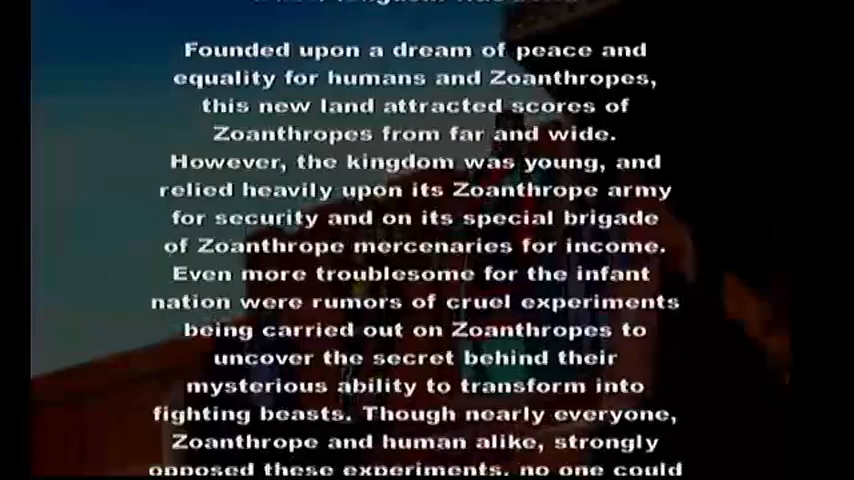 Founded upon a dream of peace and
equality for humans and Zoanthropes,
this new land attracted scores of
Zoanthropes from far and wide.
However, the kingdom was young, and
relied heavily upon its Zoanthrope army
for security and on its special brigade
of Zoanthrope mercenaries for income.
Even more troublesome for the infant
nation were rumors of cruel experiments
being carried out on Zoanthropes to
uncover the secret behind their
mysterious ability to transform into
fighting beasts. Though nearly everyone,
Zoanthrope and human alike, strongly
opposed these experiments, no one could